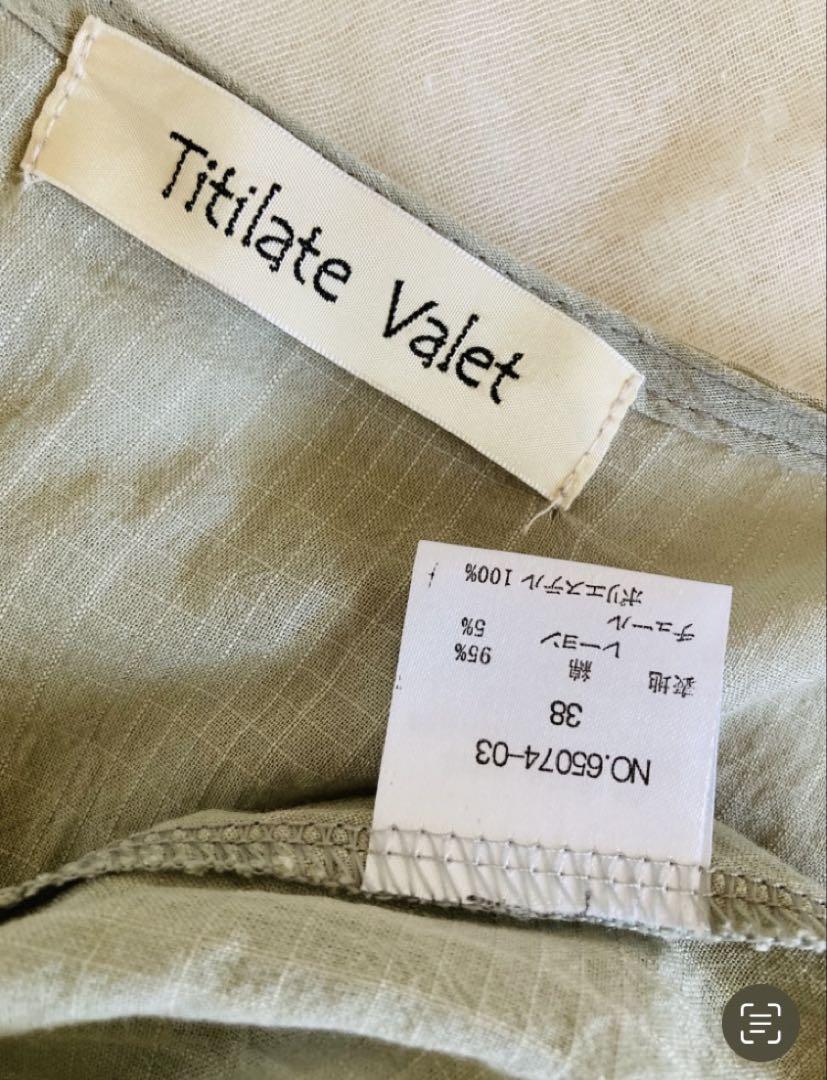 Titilate Valet
NO.65074-03
38
表地 綿 95%
レーヨン 5%
チュール
ポリエステル 100%